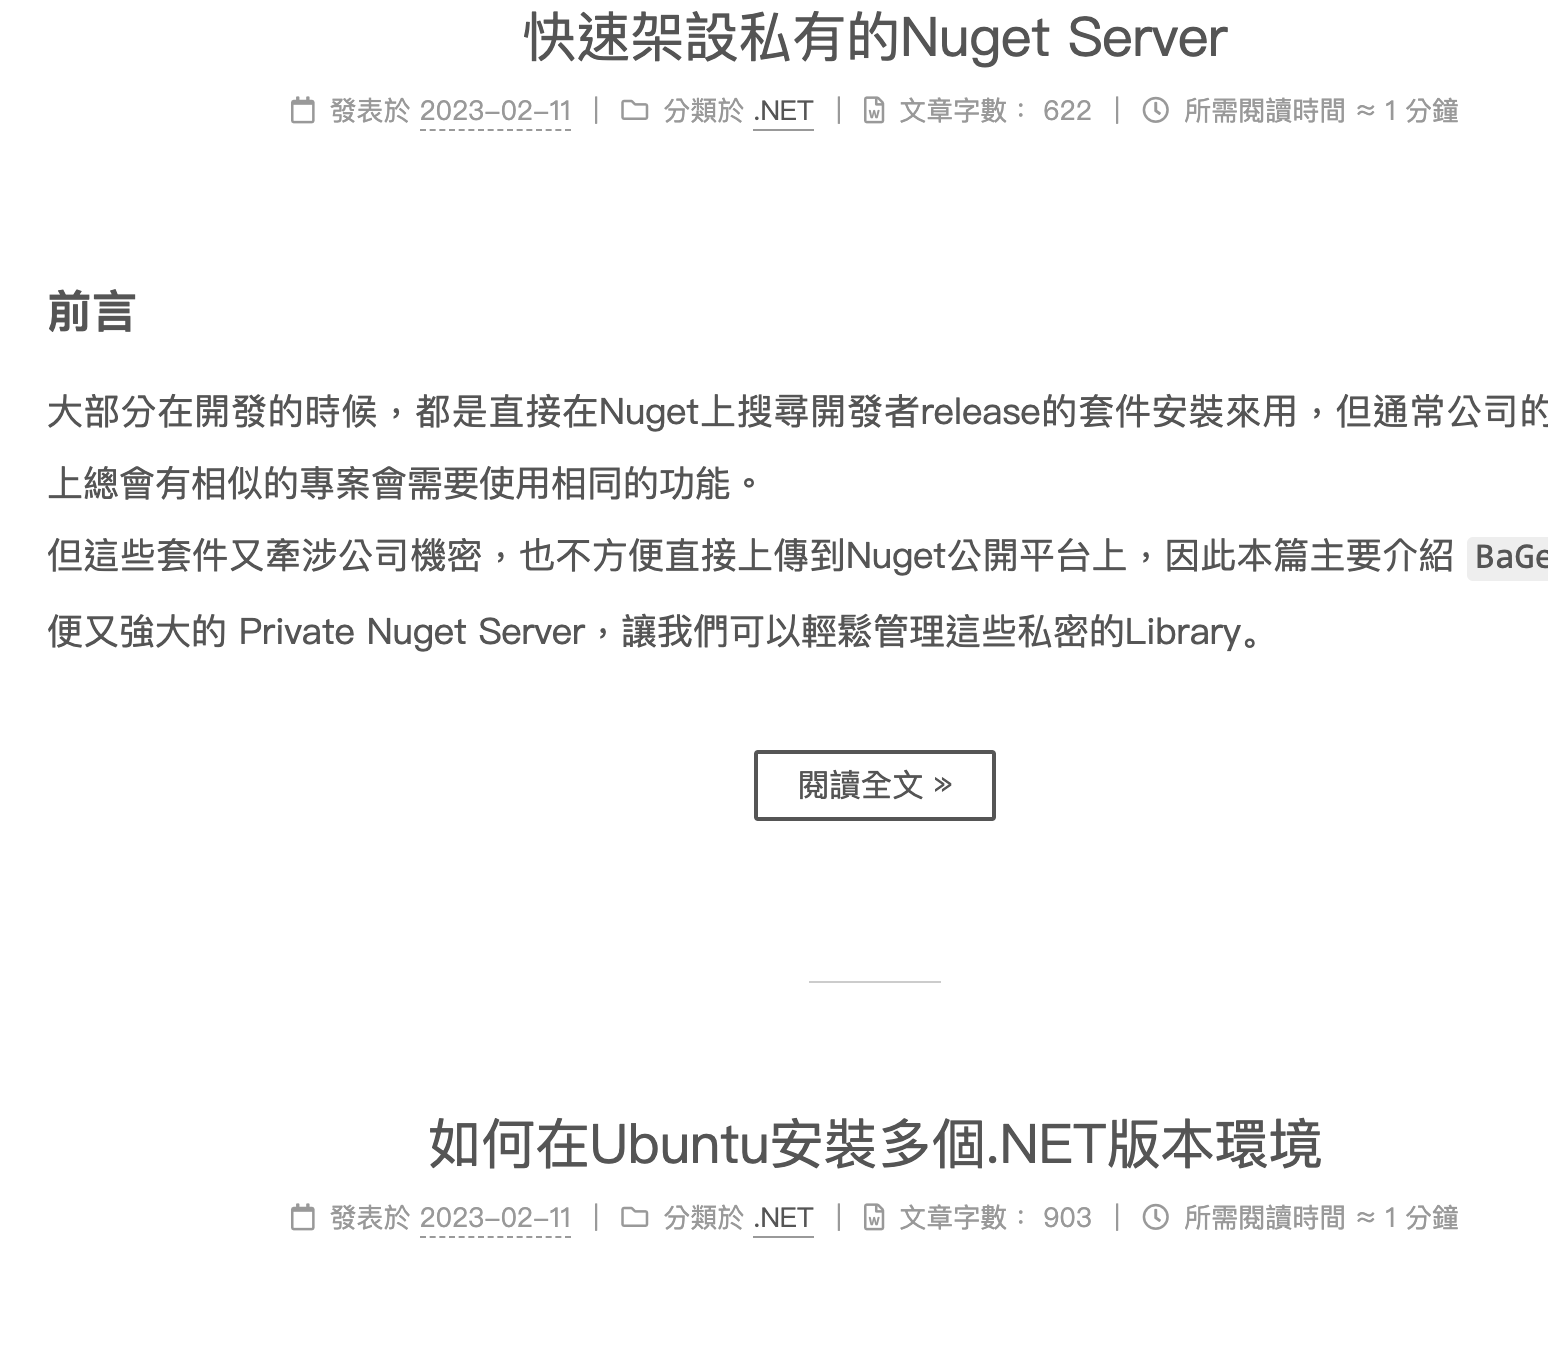 快速架設私有的Nuget Server
發表於 2023-02-11 | 分類於 .NET | 文章字數： 622 | 所需閱讀時間 ≈ 1 分鐘
前言
大部分在開發的時候，都是直接在Nuget上搜尋開發者release的套件安裝來用，但通常公司的
上總會有相似的專案會需要使用相同的功能。
但這些套件又牽涉公司機密，也不方便直接上傳到Nuget公開平台上，因此本篇主要介紹 BaGe
便又強大的 Private Nuget Server，讓我們可以輕鬆管理這些私密的Library。
閱讀全文 »
如何在Ubuntu安裝多個.NET版本環境
發表於 2023-02-11 | 分類於 .NET | 文章字數： 903 | 所需閱讀時間 ≈ 1 分鐘